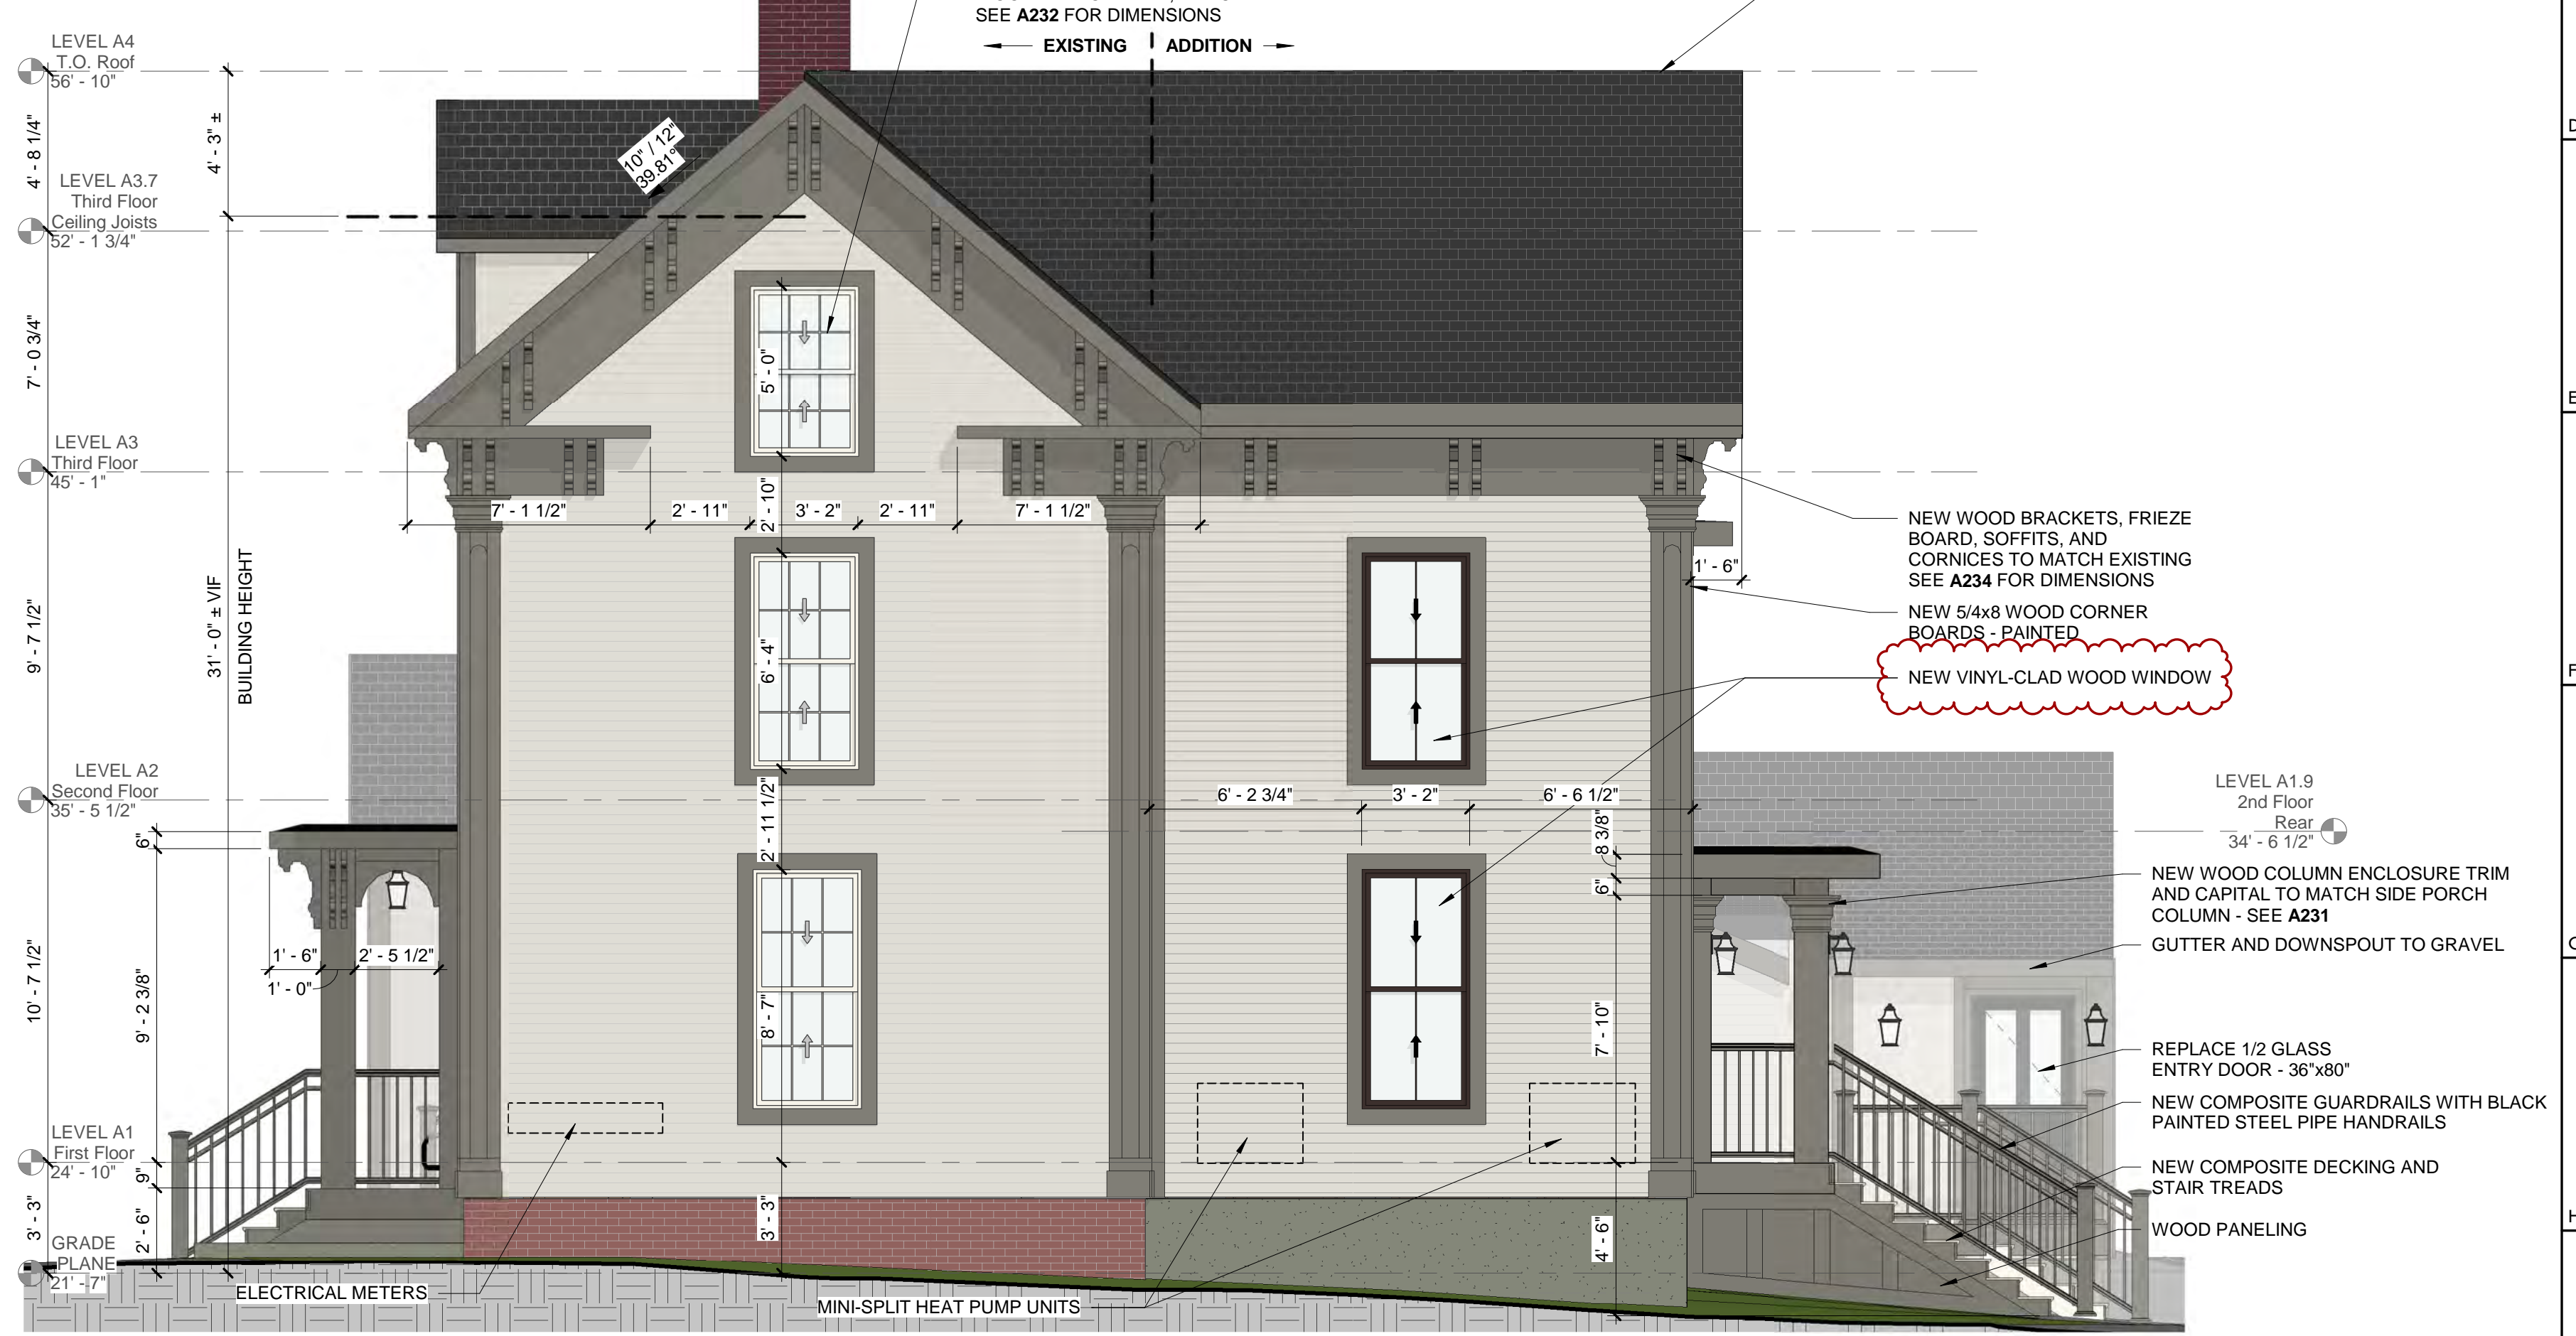 SEE A232 FOR DIMENSIONS
EXISTING
ADDITION
LEVEL A4
T.O. Roof
56' - 10"
4' - 8 1/4"
4' - 3" ±
10" / 12"
39.81°
LEVEL A3.7
Third Floor
Ceiling Joists
52' - 1 3/4"
7' - 0 3/4"
5' - 0"
LEVEL A3
Third Floor
45' - 1"
7' - 1 1/2"
2' - 11"
2' - 10"
3' - 2"
2' - 11"
7' - 1 1/2"
NEW WOOD BRACKETS, FRIEZE
BOARD, SOFFITS, AND
CORNICES TO MATCH EXISTING
SEE A234 FOR DIMENSIONS
1' - 6"
NEW 5/4x8 WOOD CORNER
BOARDS - PAINTED
NEW VINYL-CLAD WOOD WINDOW
9' - 7 1/2"
31' - 0" ± VIF
BUILDING HEIGHT
6' - 4"
LEVEL A2
Second Floor
35' - 5 1/2"
6"
2' - 11 1/2"
6' - 2 3/4"
3' - 2"
6' - 6 1/2"
8 3/8"
6"
LEVEL A1.9
2nd Floor
Rear
34' - 6 1/2"
NEW WOOD COLUMN ENCLOSURE TRIM
AND CAPITAL TO MATCH SIDE PORCH
COLUMN - SEE A231
GUTTER AND DOWNSPOUT TO GRAVEL
10' - 7 1/2"
9' - 2 3/8"
1' - 6"
2' - 5 1/2"
1' - 0"
8' - 7"
7' - 10"
REPLACE 1/2 GLASS
ENTRY DOOR - 36"x80"
NEW COMPOSITE GUARDRAILS WITH BLACK
PAINTED STEEL PIPE HANDRAILS
LEVEL A1
First Floor
24' - 10"
9"
NEW COMPOSITE DECKING AND
STAIR TREADS
3' - 3"
2' - 6"
3' - 3"
4' - 6"
WOOD PANELING
GRADE
PLANE
21' - 7"
ELECTRICAL METERS
MINI-SPLIT HEAT PUMP UNITS